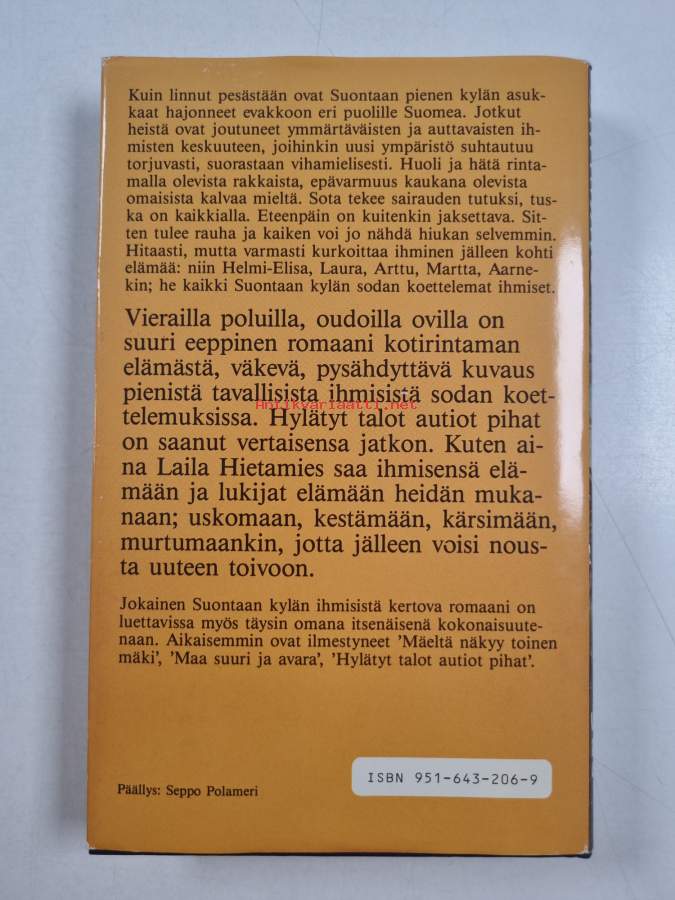 Kuin linnut pesästään ovat Suontaan pienen kylän asuk-
kaat hajonneet evakkoon eri puolille Suomea. Jotkut
heistä ovat joutuneet ymmärtäväisten ja auttavaisten ih-
misten keskuuteen, joihinkin uusi ympäristö suhtautuu
torjuvasti, suorastaan vihamielisesti. Huoli ja hätä rinta-
malla olevista rakkaista, epävarmuus kaukana olevista
omaisista kalvaa mieltä. Sota tekee sairauden tutuksi, tus-
ka on kaikkialla. Eteenpäin on kuitenkin jaksettava. Sit-
ten tulee rauha ja kaiken voi jo nähdä hiukan selvemmin.
Hitaasti, mutta varmasti kurkoittaa ihminen jälleen kohti
elämää: niin Helmi-Elisa, Laura, Arttu, Martta, Aarne-
kin; he kaikki Suontaan kylän sodan koettelemat ihmiset.
Vierailla poluilla, oudoilla ovilla on
suuri eeppinen romaani kotirintaman
elämästä, väkevä, pysähdyttävä kuvaus
pienistä tavallisista ihmisistä sodan koet-
telemuksissa. Hylätyt talot autiot pihat
Antikvariaatti.net
on saanut vertaisensa jatkon. Kuten ai-
na Laila Hietamies saa ihmisensä elä-
mään ja lukijat elämään heidän muka-
naan; uskomaan, kestämään, kärsimään,
murtumaankin, jotta jälleen voisi nous-
ta uuteen toivoon.
Jokainen Suontaan kylän ihmisistä kertova romaani on
luettavissa myös täysin omana itsenäisenä kokonaisuute-
naan. Aikaisemmin ovat ilmestyneet 'Mäeltä näkyy toinen
mäki', 'Maa suuri ja avara', 'Hylätyt talot autiot pihat'.
ISBN 951-643-206-9
Päällys: Seppo Polameri